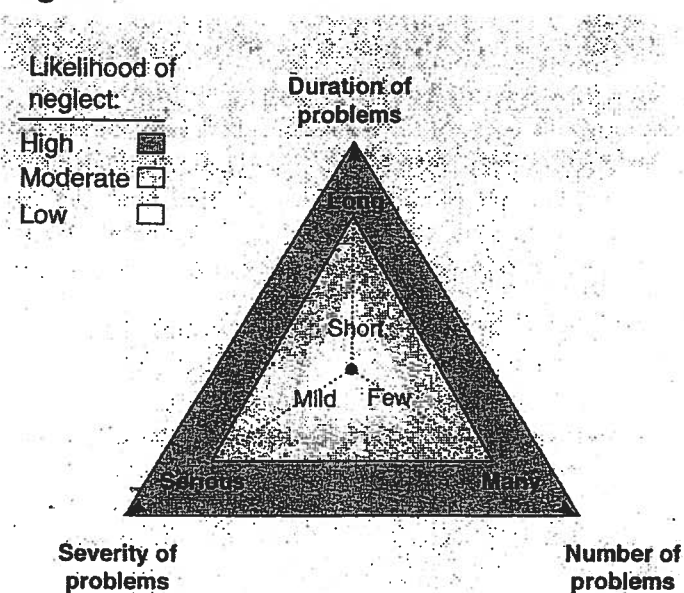 Likelihood of
neglect:
High
Moderate
Low
Duration of
problems
Long
Short
Mild
Few
Serious
Many
Severity of
problems
Number of
problems